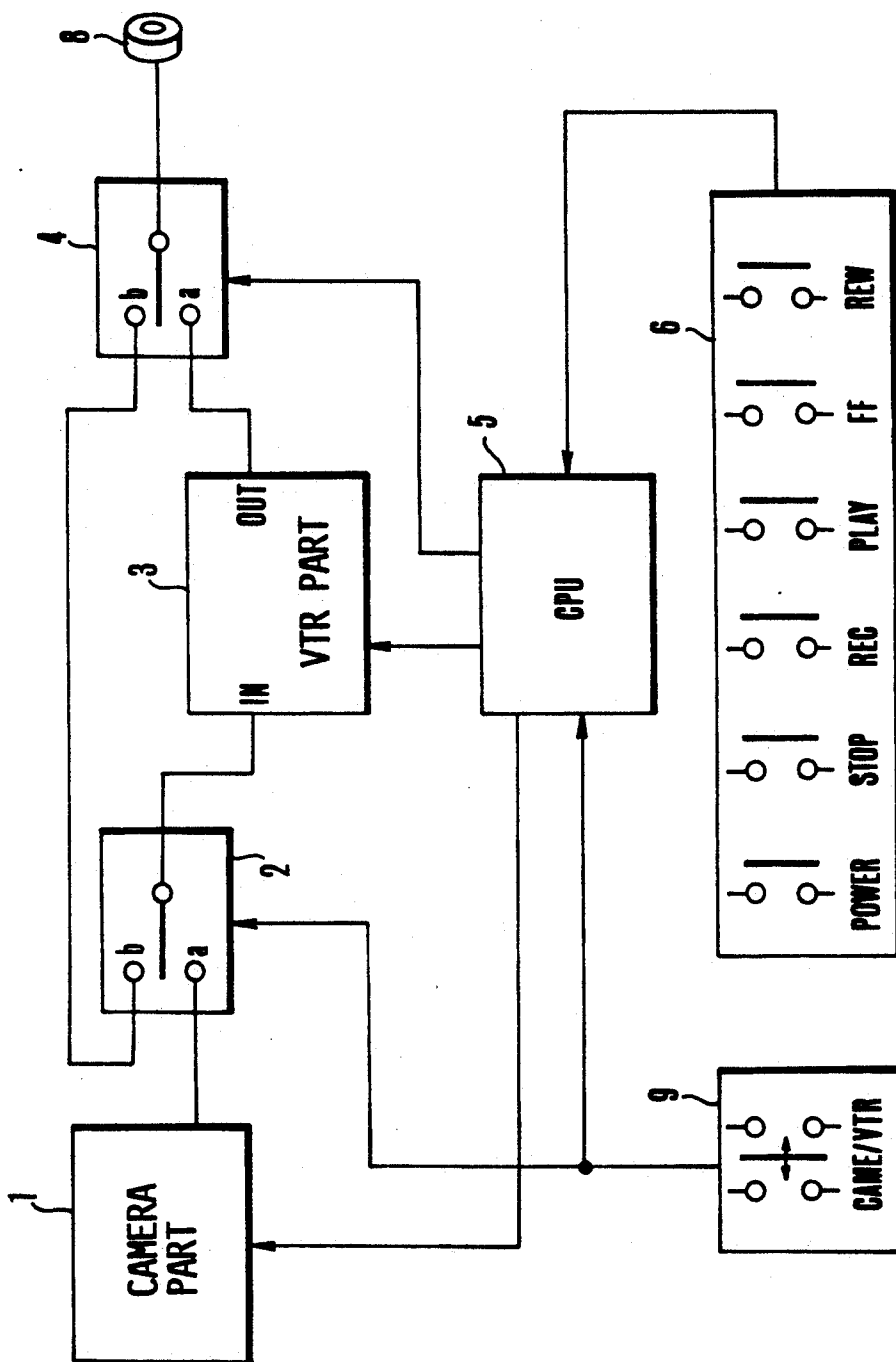 1
CAMERA
PART
b
a
2
3
IN
OUT
VTR PART
4
b
a
8
5
CPU
9
CAME/VTR
6
POWER
STOP
REC
PLAY
FF
REW